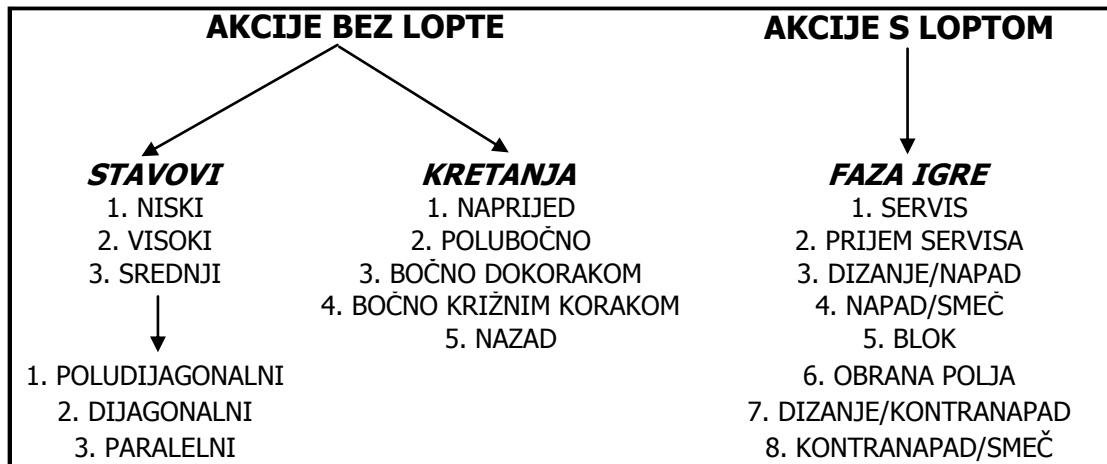 AKCIJE BEZ LOPTE
STAVOVI
1. NISKI
2. VISOKI
3. SREDNJI
1. POLUDIJAGONALNI
2. DIJAGONALNI
3. PARALELNI
KRETANJA
1. NAPRIJED
2. POLUBOČNO
3. BOČNO DOKORAKOM
4. BOČNO KRIŽNIM KORAKOM
5. NAZAD
AKCIJE S LOPTOM
FAZA IGRE
1. SERVIS
2. PRIJEM SERVISA
3. DIZANJE/NAPAD
4. NAPAD/SMEČ
5. BLOK
6. OBRANA POLJA
7. DIZANJE/KONTRANAPAD
8. KONTRANAPAD/SMEČ